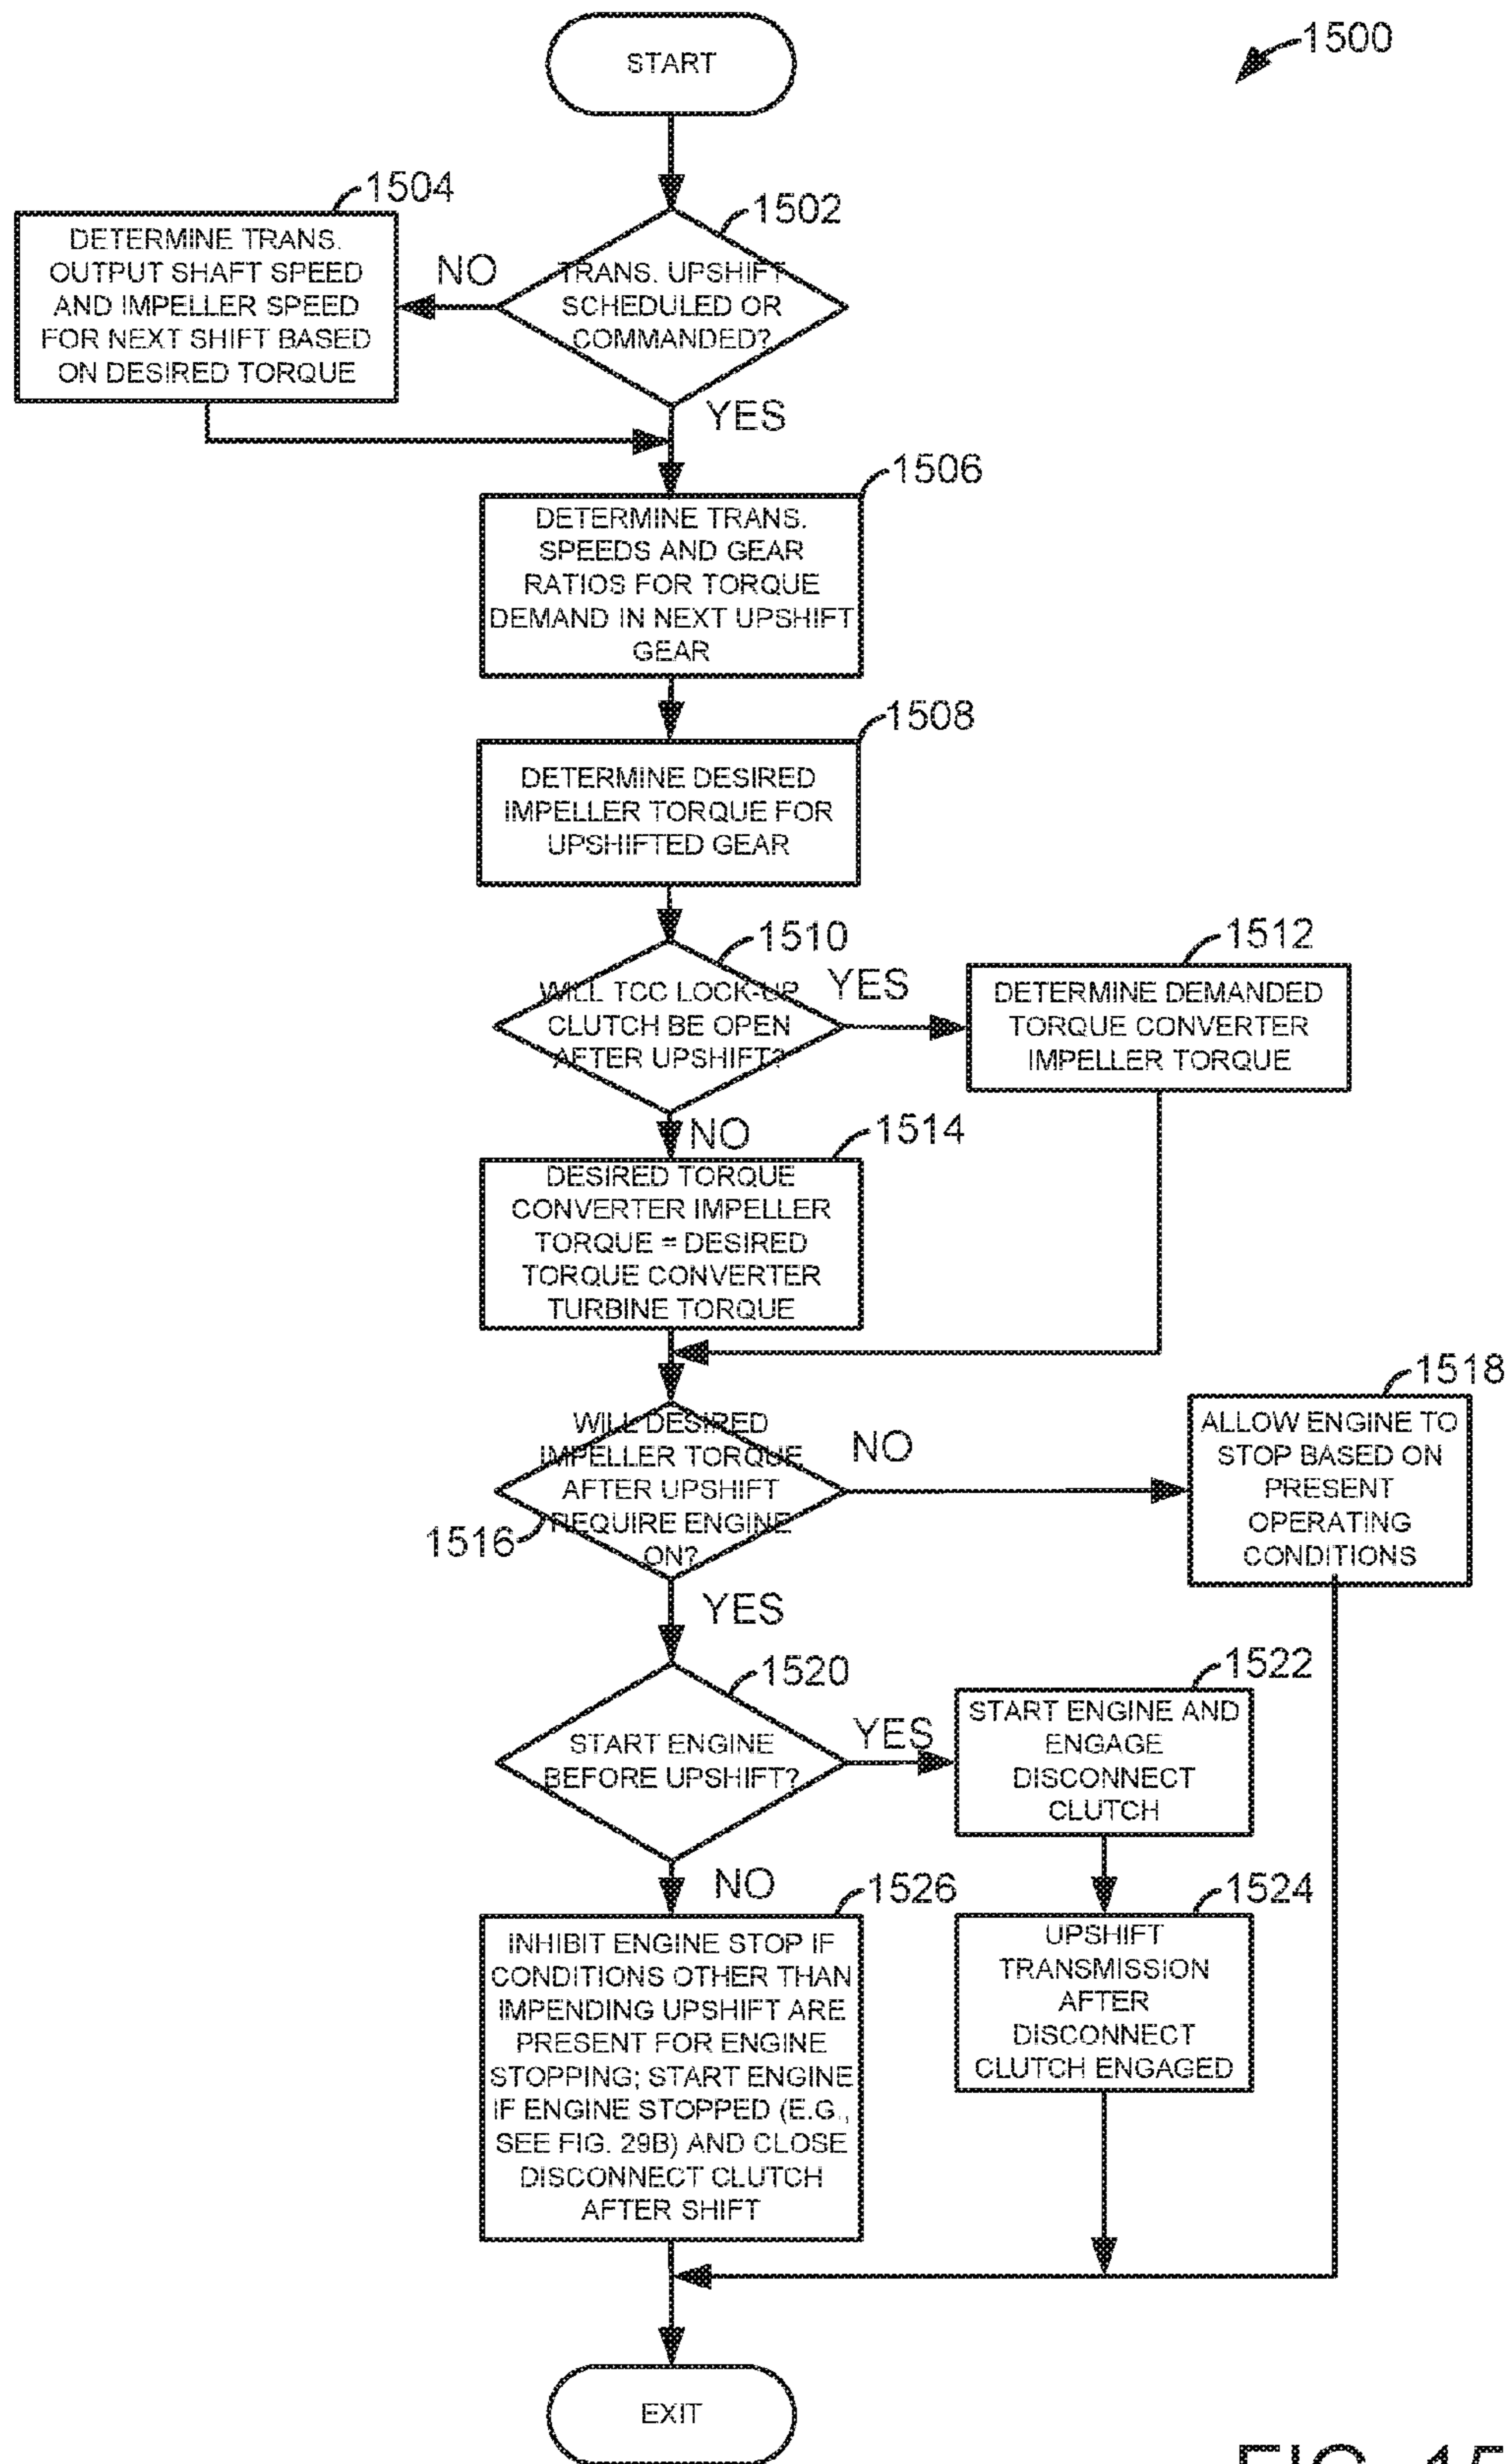 START
1500
1504
DETERMINE TRANS.
OUTPUT SHAFT SPEED
AND IMPELLER SPEED
FOR NEXT SHIFT BASED
ON DESIRED TORQUE
NO
1502
TRANS. UPSHIFT
SCHEDULED OR
COMMANDED?
YES
1506
DETERMINE TRANS.
SPEEDS AND GEAR
RATIOS FOR TORQUE
DEMAND IN NEXT UPSHIFT
GEAR
1508
DETERMINE DESIRED
IMPELLER TORQUE FOR
UPSHIFTED GEAR
1510
WILL TCC LOCK-UP
CLUTCH BE OPEN
AFTER UPSHIFT?
YES
1512
DETERMINE DEMANDED
TORQUE CONVERTER
IMPELLER TORQUE
NO
1514
DESIRED TORQUE
CONVERTER IMPELLER
TORQUE = DESIRED
TORQUE CONVERTER
TURBINE TORQUE
WILL DESIRED
IMPELLER TORQUE
AFTER UPSHIFT
REQUIRE ENGINE
ON?
1516
NO
1518
ALLOW ENGINE TO
STOP BASED ON
PRESENT
OPERATING
CONDITIONS
YES
1520
START ENGINE
BEFORE UPSHIFT?
YES
1522
START ENGINE AND
ENGAGE
DISCONNECT
CLUTCH
NO
1526
INHIBIT ENGINE STOP IF
CONDITIONS OTHER THAN
IMPENDING UPSHIFT ARE
PRESENT FOR ENGINE
STOPPING; START ENGINE
IF ENGINE STOPPED (E.G.,
SEE FIG. 29B) AND CLOSE
DISCONNECT CLUTCH
AFTER SHIFT
1524
UPSHIFT
TRANSMISSION
AFTER
DISCONNECT
CLUTCH ENGAGED
EXIT
FIG. 15